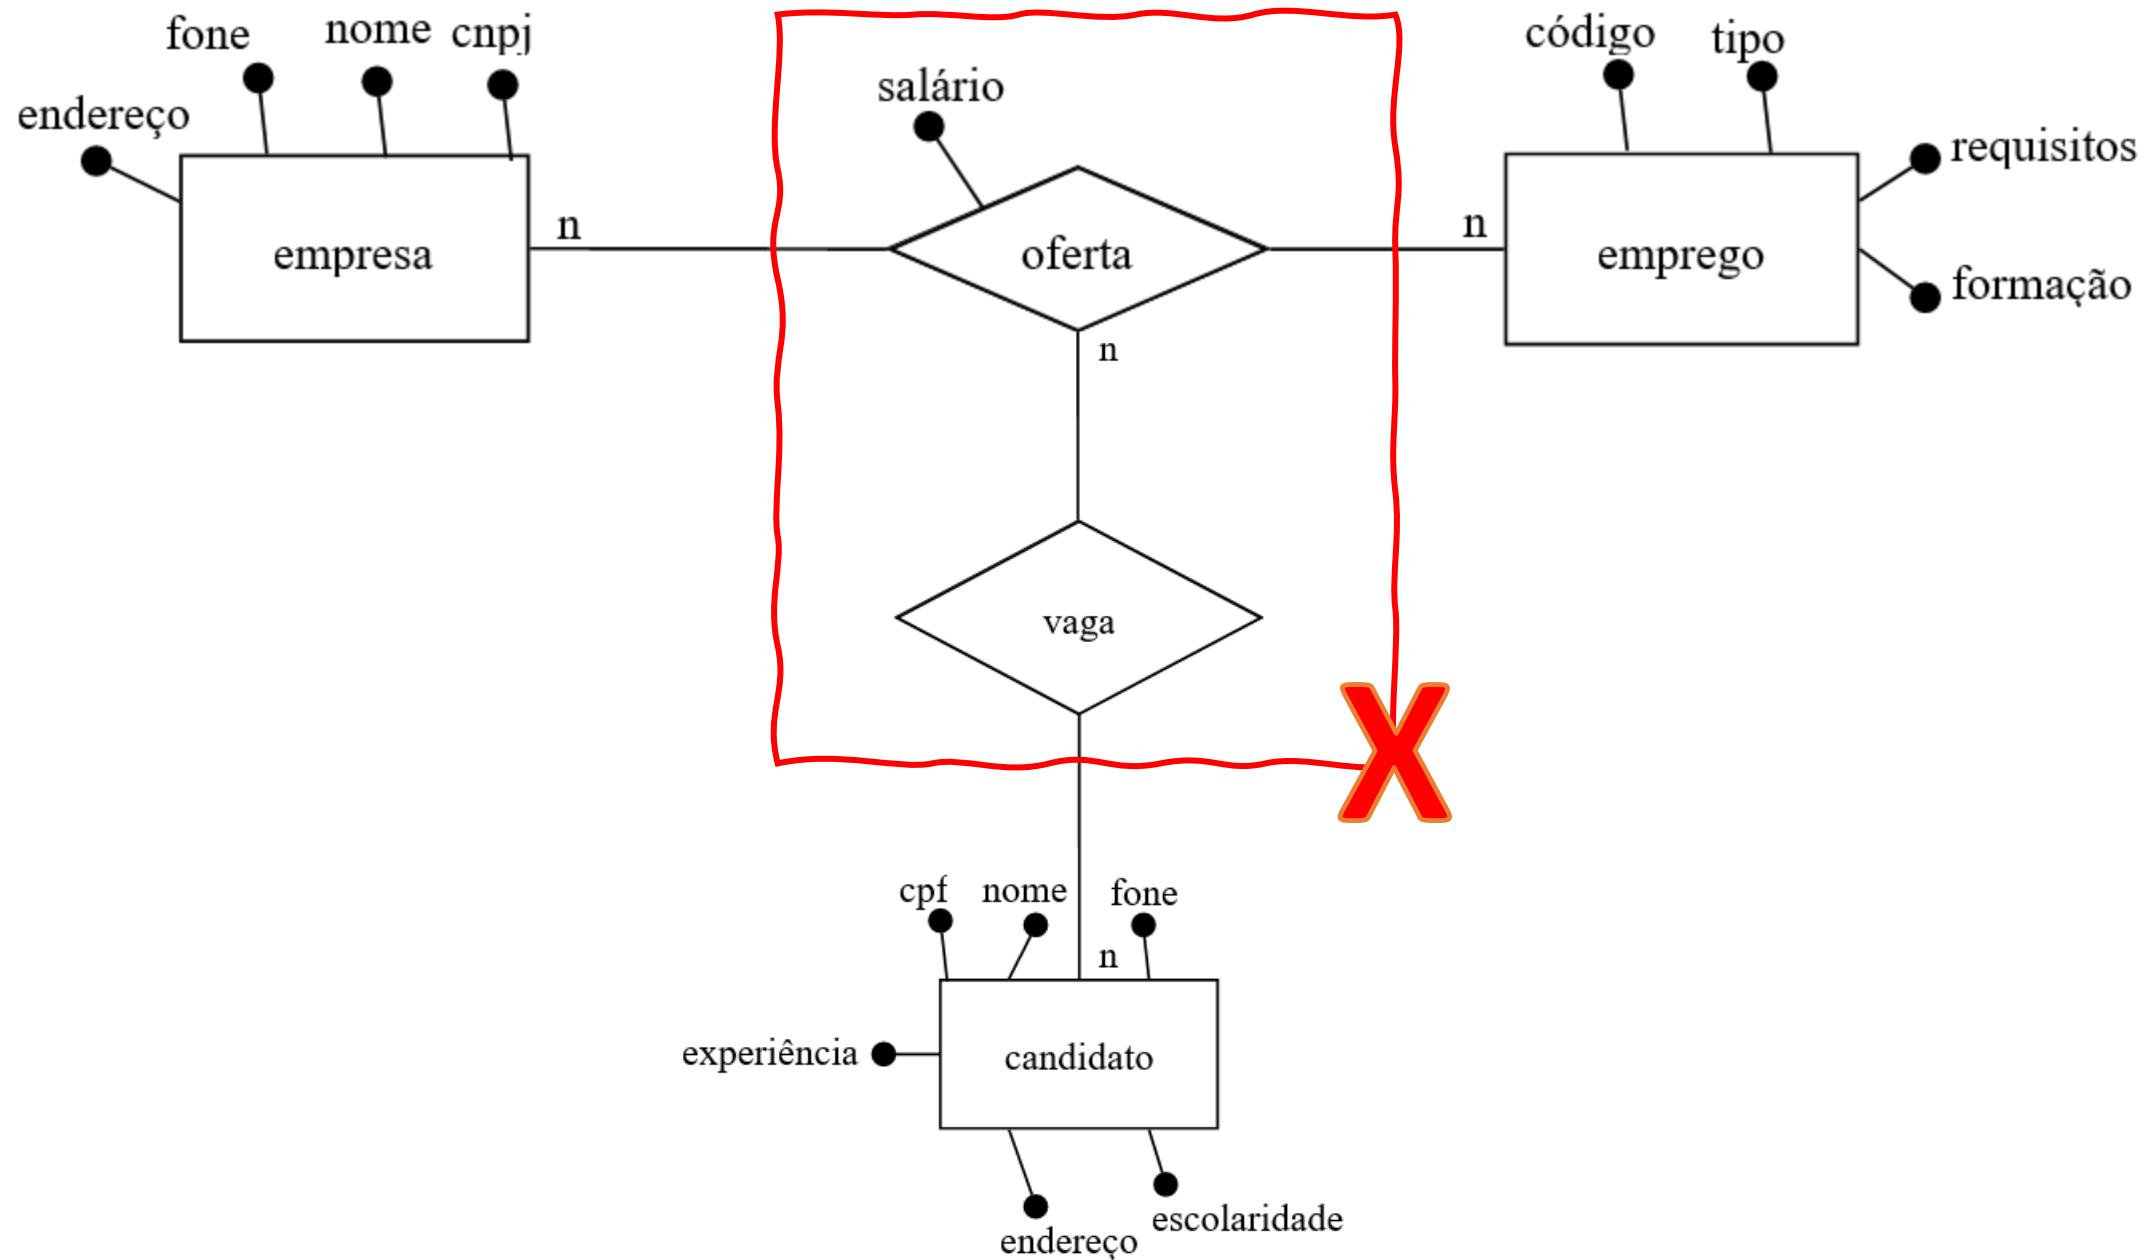 fone
nome
cnpj
endereço
empresa
n
salário
oferta
n
n
código
tipo
requisitos
formação
emprego
vaga
cpf
nome
fone
n
experiência
candidato
endereço
escolaridade